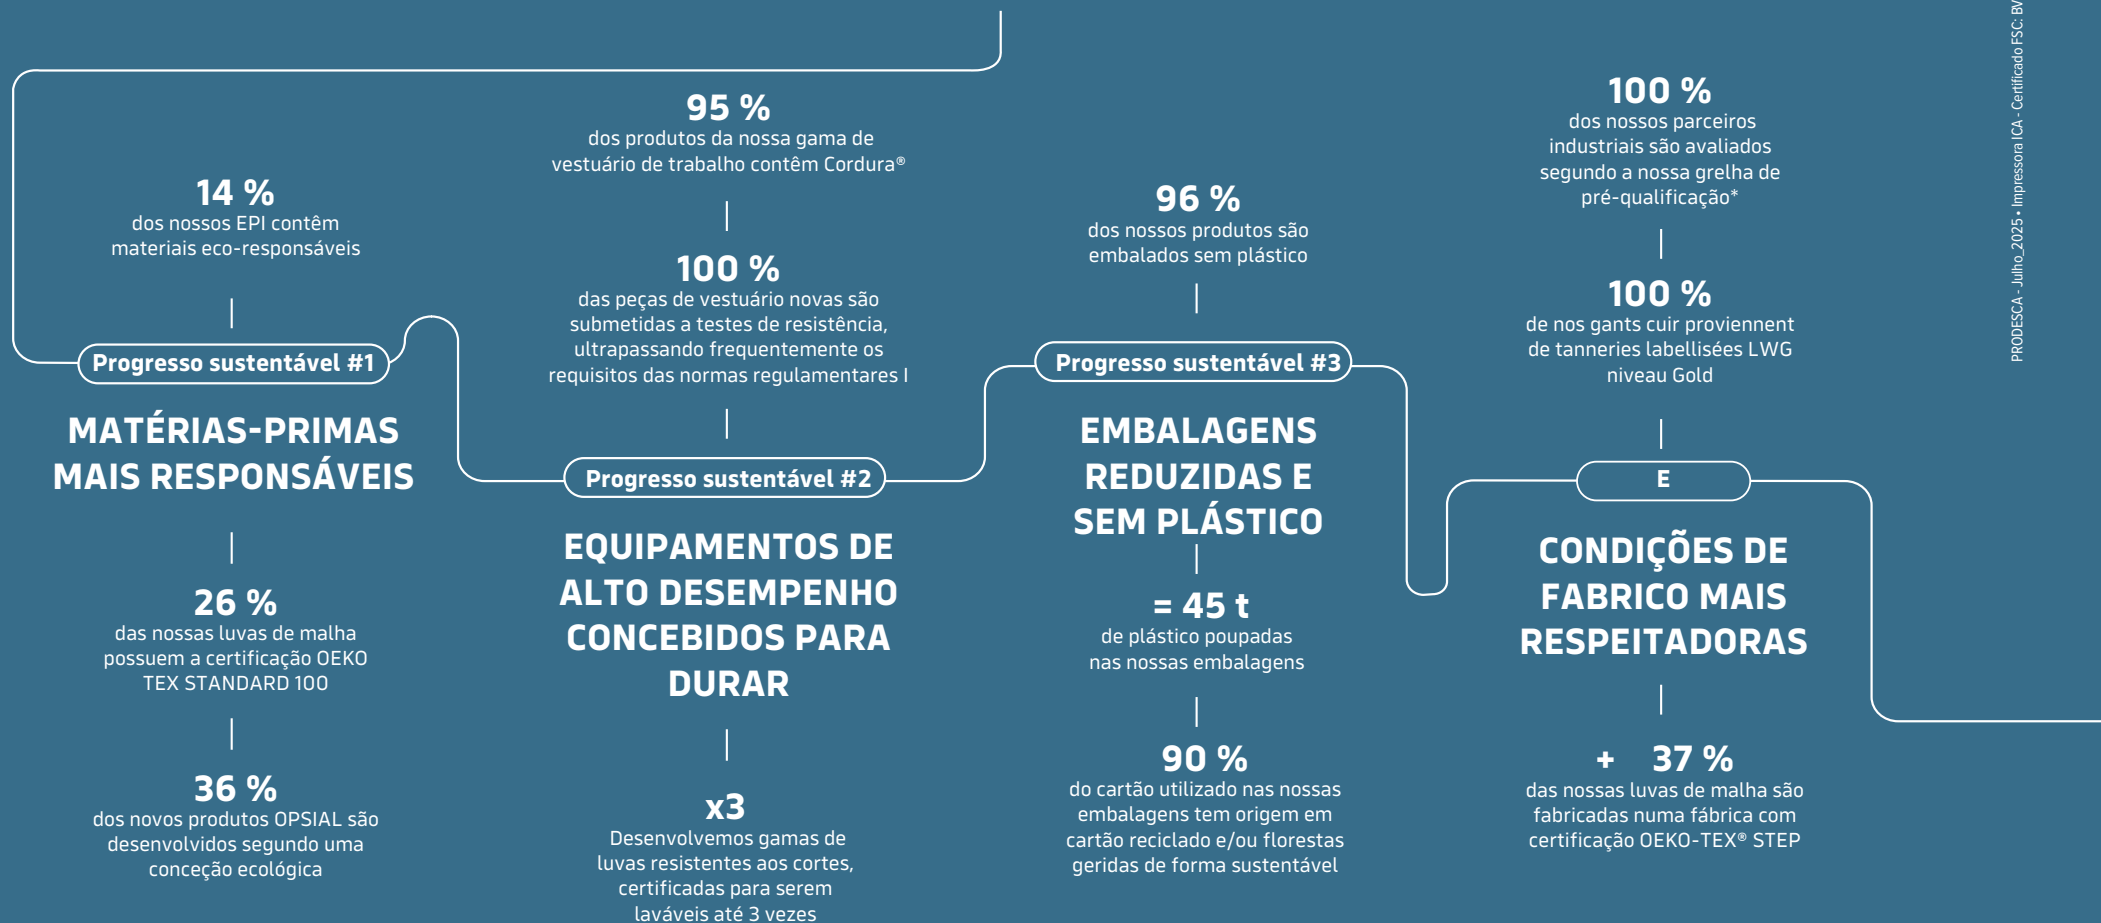 14 %
dos nossos EPI contêm
materiais eco-responsáveis
Progresso sustentável #1
MATÉRIAS-PRIMAS
MAIS RESPONSÁVEIS
26 %
das nossas luvas de malha
possuem a certificação OEKO
TEX STANDARD 100
36 %
dos novos produtos OPSIAL são
desenvolvidos segundo uma
conceção ecológica
95 %
dos produtos da nossa gama de
vestuário de trabalho contêm Cordura®
100 %
das peças de vestuário novas são
submetidas a testes de resistência,
ultrapassando frequentemente os
requisitos das normas regulamentares I
Progresso sustentável #2
EQUIPAMENTOS DE
ALTO DESEMPENHO
CONCEBIDOS PARA
DURAR
x3
Desenvolvemos gamas de
luvas resistentes aos cortes,
certificadas para serem
laváveis até 3 vezes
96 %
dos nossos produtos são
embalados sem plástico
Progresso sustentável #3
EMBALAGENS
REDUZIDAS E
SEM PLÁSTICO
= 45 t
de plástico poupadas
nas nossas embalagens
90 %
do cartão utilizado nas nossas
embalagens tem origem em
cartão reciclado e/ou florestas
geridas de forma sustentável
100 %
dos nossos parceiros
industriais são avaliados
segundo a nossa grelha de
pré-qualificação*
100 %
de nos gants cuir proviennent
de tanneries labellisées LWG
niveau Gold
E
CONDIÇÕES DE
FABRICO MAIS
RESPEITADORAS
+ 37 %
das nossas luvas de malha são
fabricadas numa fábrica com
certificação OEKO-TEX® STEP
PRODESCA - Julho_2025 • Impressora ICA - Certificado FSC: BV